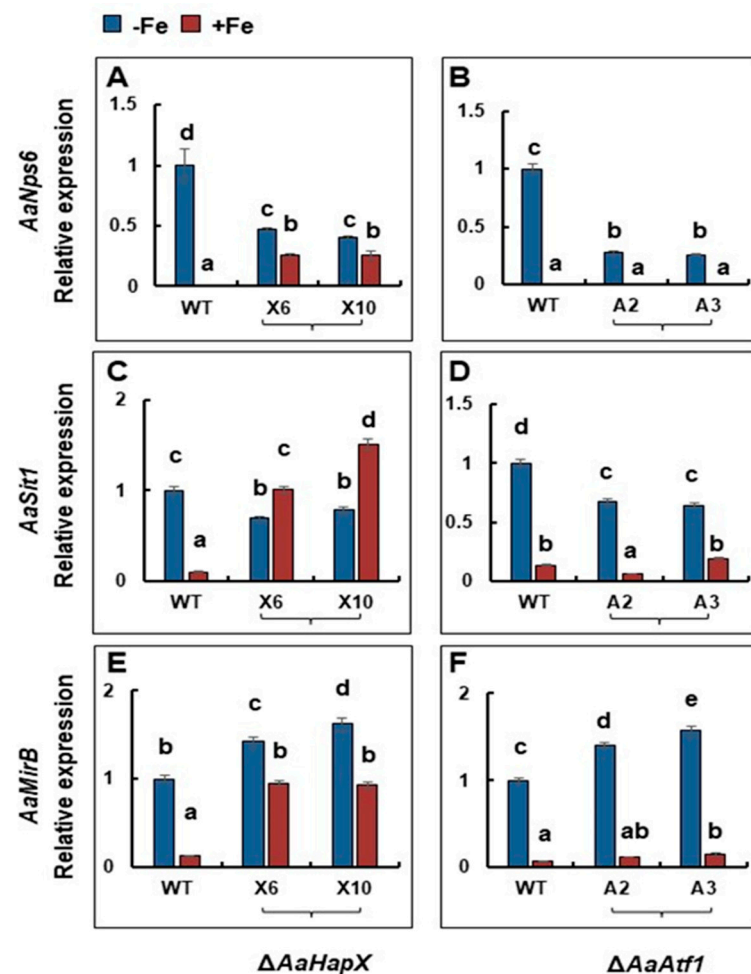 -Fe +Fe
A
AaNps6
Relative expression
1.5
1
0.5
0
d
a
c
b
c
b
WT X6 X10
B
1.5
1
0.5
0
c
a
b
a
b
a
WT A2 A3
C
AaSit1
Relative expression
2
1
0
c
a
b
c
b
d
WT X6 X10
D
1.5
1
0.5
0
d
b
c
a
c
b
WT A2 A3
E
AaMirB
Relative expression
2
1
0
b
a
c
b
d
b
WT X6 X10
F
2
1
0
c
a
d
ab
e
b
WT A2 A3
ΔAaHapX ΔAaAtf1